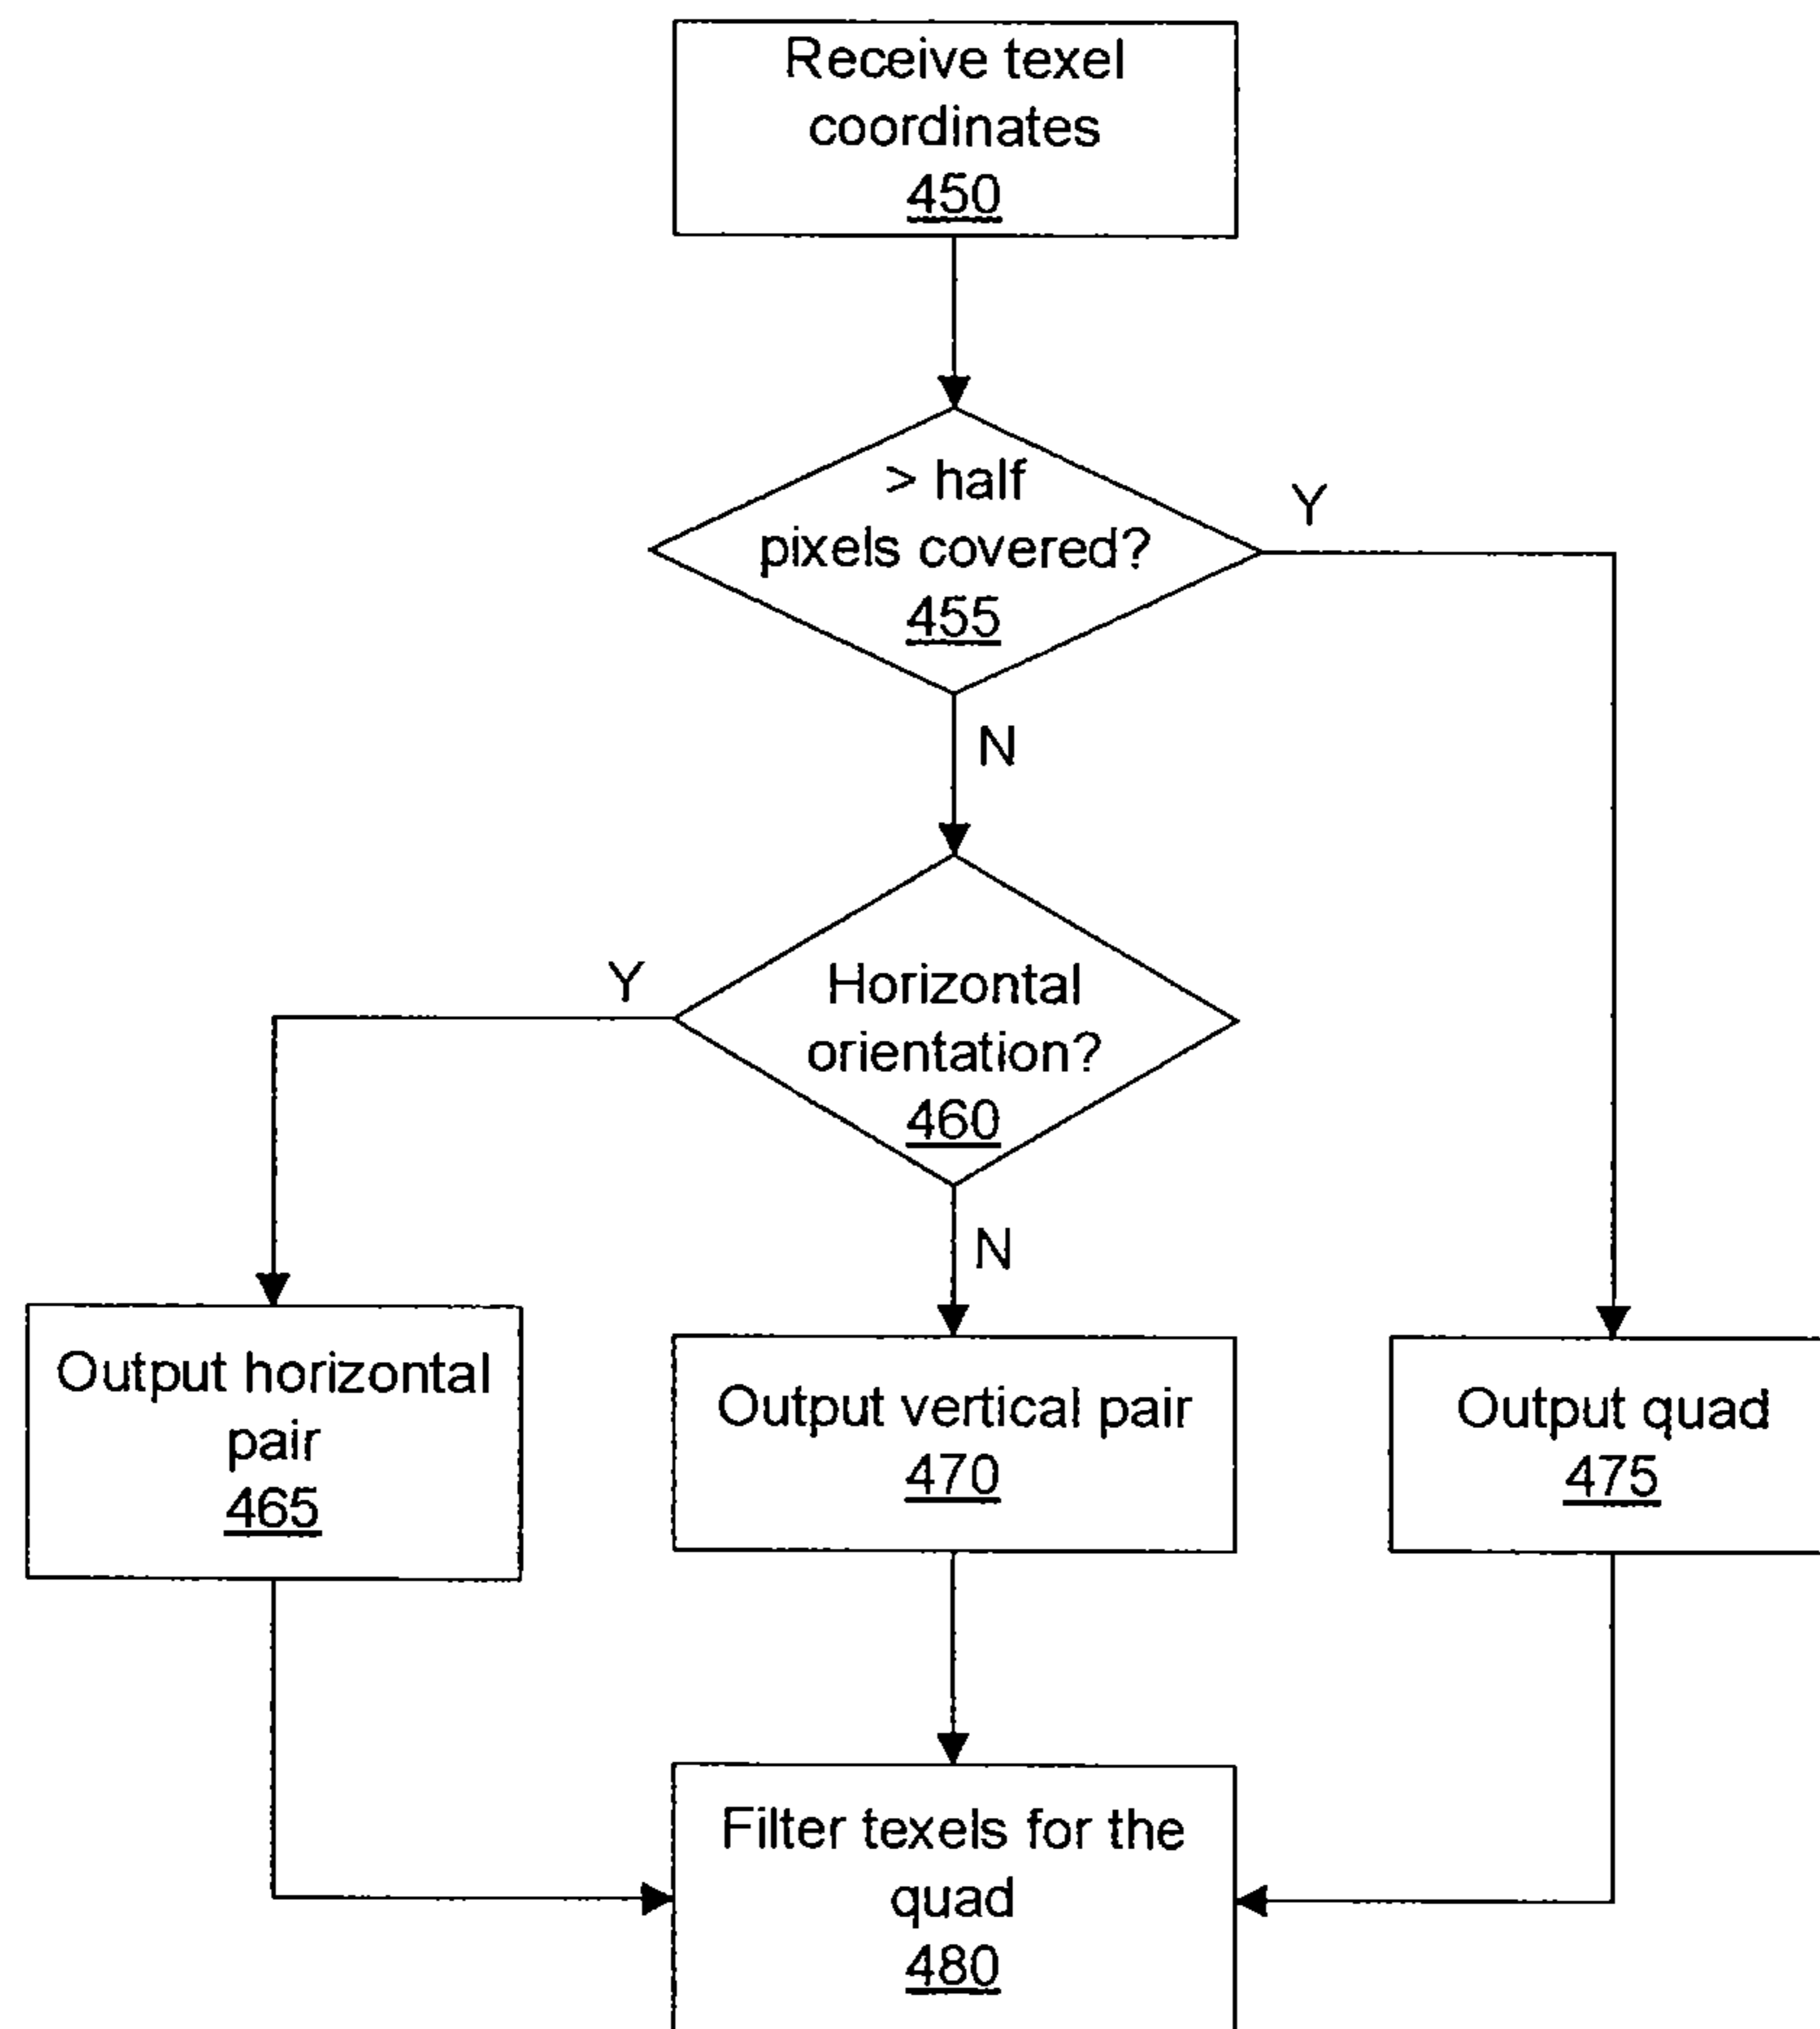 Receive texel
coordinates
450
> half
pixels covered?
455
Y
N
Horizontal
orientation?
460
Y
N
Output horizontal
pair
465
Output vertical pair
470
Output quad
475
Filter texels for the
quad
480